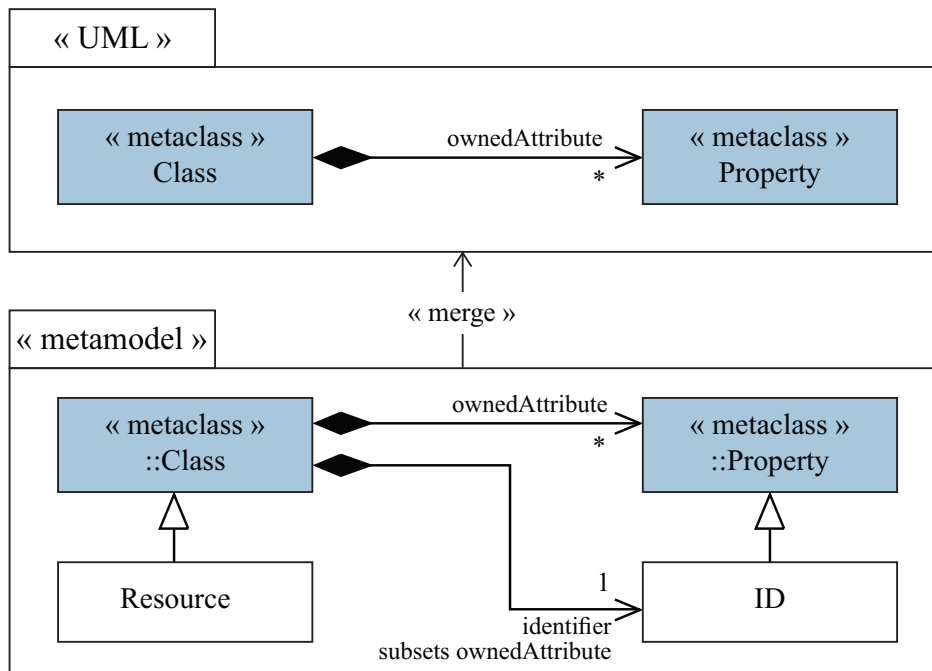 « UML »
« metaclass »
Class
ownedAttribute
*
« metaclass »
Property
« merge »
« metamodel »
« metaclass »
::Class
ownedAttribute
*
« metaclass »
::Property
Resource
1
identifier
subsets ownedAttribute
ID